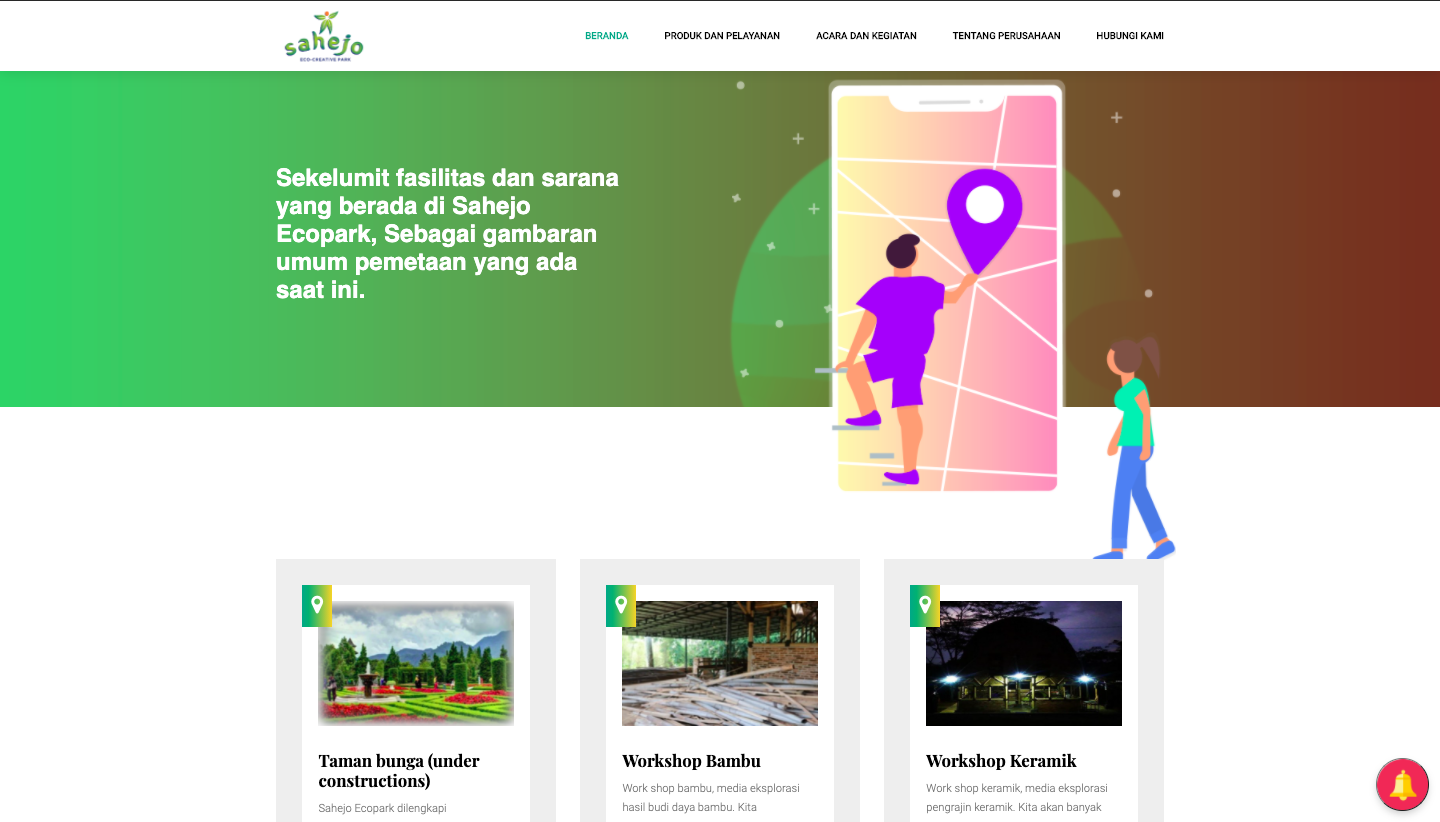 sahejo
ECO-CREATIVE PARK
BERANDA
PRODUK DAN PELAYANAN
ACARA DAN KEGIATAN
TENTANG PERUSAHAAN
HUBUNGI KAMI
Sekelumit fasilitas dan sarana
yang berada di Sahejo
Ecopark, Sebagai gambaran
umum pemetaan yang ada
saat ini.
Taman bunga (under
constructions)
Sahejo Ecopark dilengkapi
Workshop Bambu
Work shop bambu, media eksplorasi
hasil budi daya bambu. Kita
Workshop Keramik
Work shop keramik, media eksplorasi
pengrajin keramik. Kita akan banyak